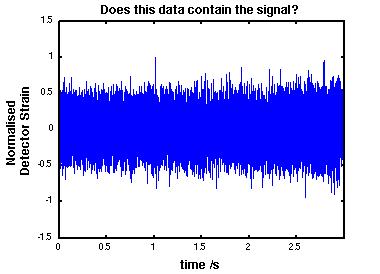 Does this data contain the signal?
1.5
1
0.5
0
-0.5
-1
-1.5
Normalised
Detector Strain
0 0.5 1 1.5 2 2.5
time /s